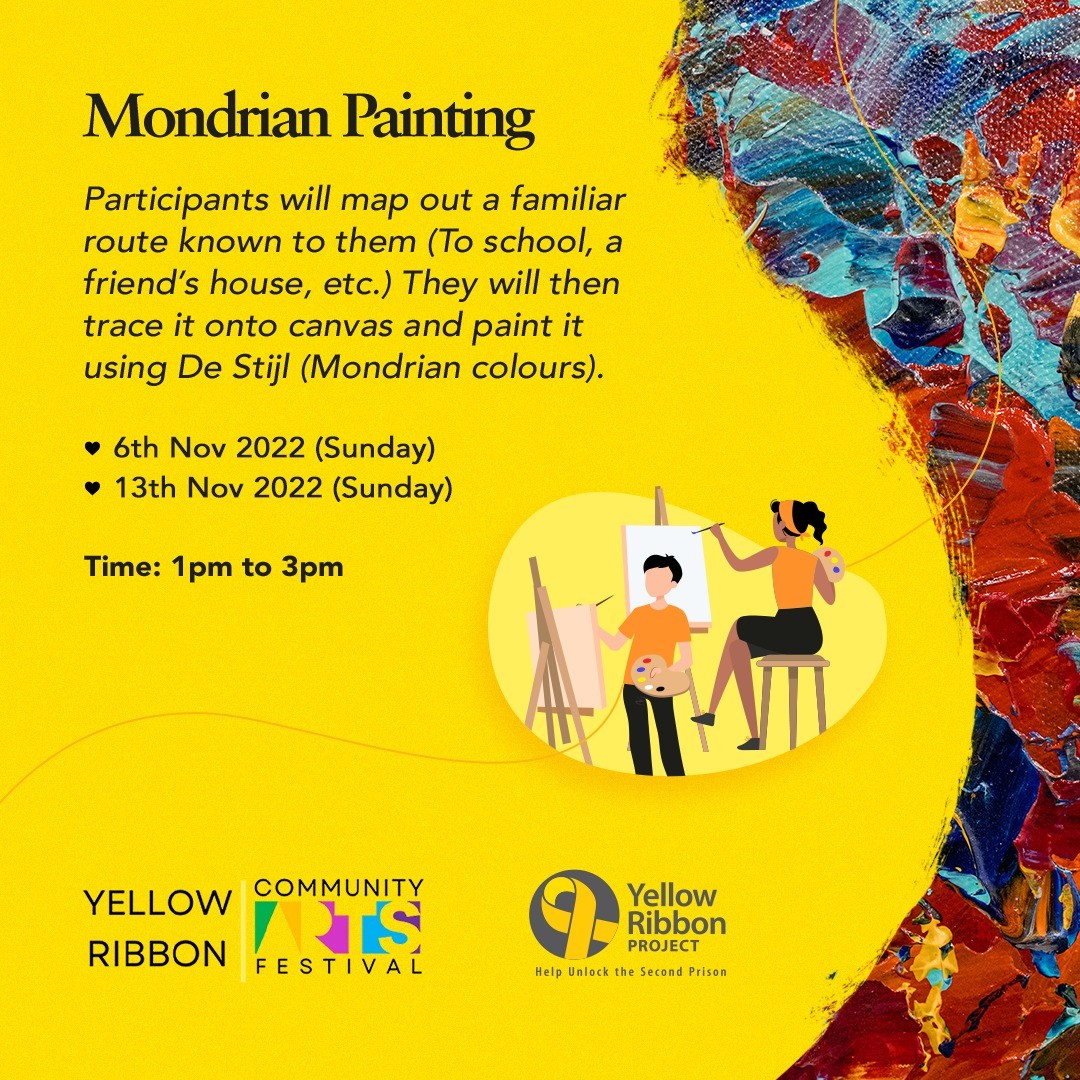 Mondrian Painting
Participants will map out a familiar
route known to them (To school, a
friend's house, etc.) They will then
trace it onto canvas and paint it
using De Stijl (Mondrian colours).
♥ 6th Nov 2022 (Sunday)
♥ 13th Nov 2022 (Sunday)
Time: 1pm to 3pm
YELLOW
RIBBON
COMMUNITY
ARTS
FESTIVAL
Yellow
Ribbon
PROJECT
Help Unlock the Second Prison